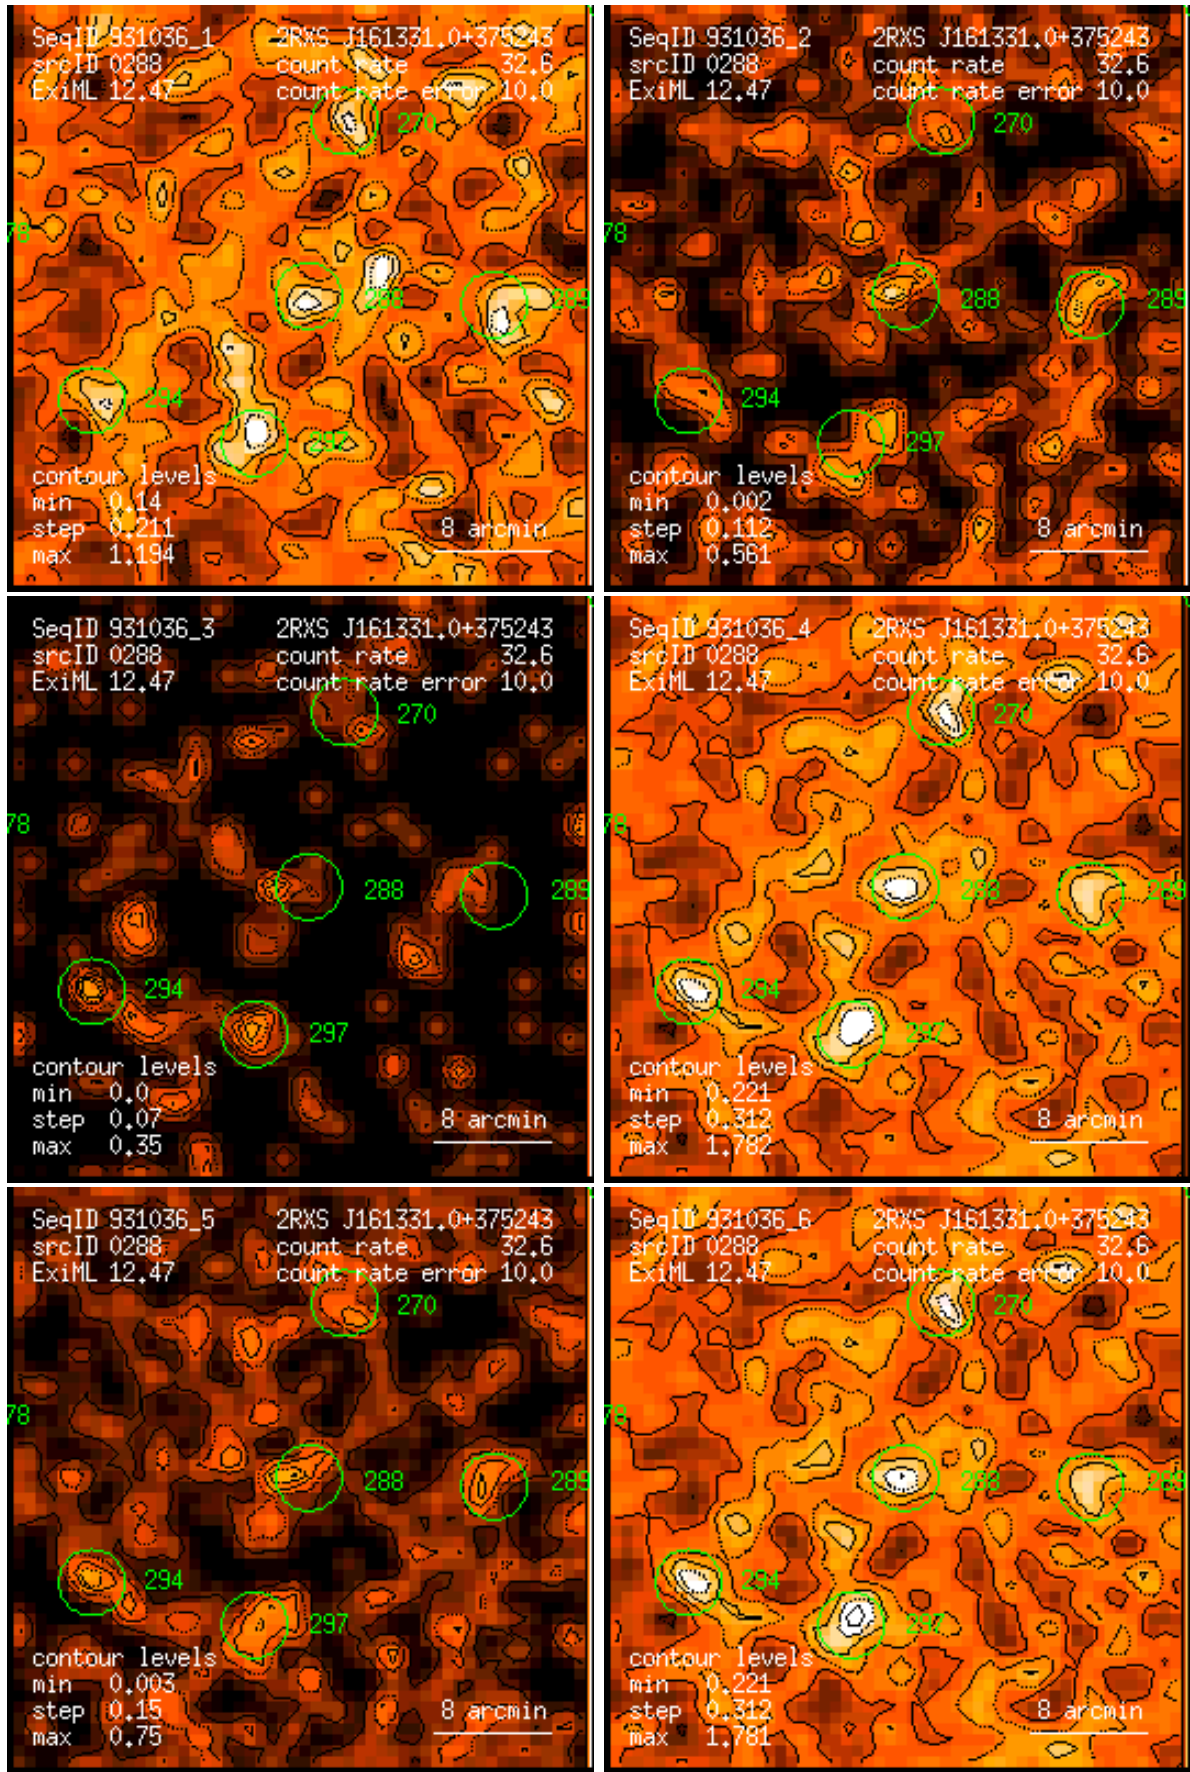 SeqID 931036_1 2RXS J161331.0+375243
srcID 0288 count rate 32.6
ExiML 12.47 count rate error 10.0
270
78
288
289
294
297
contour levels
min 0.14
step 0.211
max 1.194
8 arcmin
SeqID 931036_2 2RXS J161331.0+375243
srcID 0288 count rate 32.6
ExiML 12.47 count rate error 10.0
270
78
288
289
294
297
contour levels
min 0.002
step 0.112
max 0.561
8 arcmin
SeqID 931036_3 2RXS J161331.0+375243
srcID 0288 count rate 32.6
ExiML 12.47 count rate error 10.0
270
78
288
289
294
297
contour levels
min 0.0
step 0.07
max 0.35
8 arcmin
SeqID 931036_4 2RXS J161331.0+375243
srcID 0288 count rate 32.6
ExiML 12.47 count rate error 10.0
270
78
288
289
294
297
contour levels
min 0.221
step 0.312
max 1.782
8 arcmin
SeqID 931036_5 2RXS J161331.0+375243
srcID 0288 count rate 32.6
ExiML 12.47 count rate error 10.0
270
78
288
289
294
297
contour levels
min 0.003
step 0.15
max 0.75
8 arcmin
SeqID 931036_6 2RXS J161331.0+375243
srcID 0288 count rate 32.6
ExiML 12.47 count rate error 10.0
270
78
288
289
294
297
contour levels
min 0.221
step 0.312
max 1.781
8 arcmin